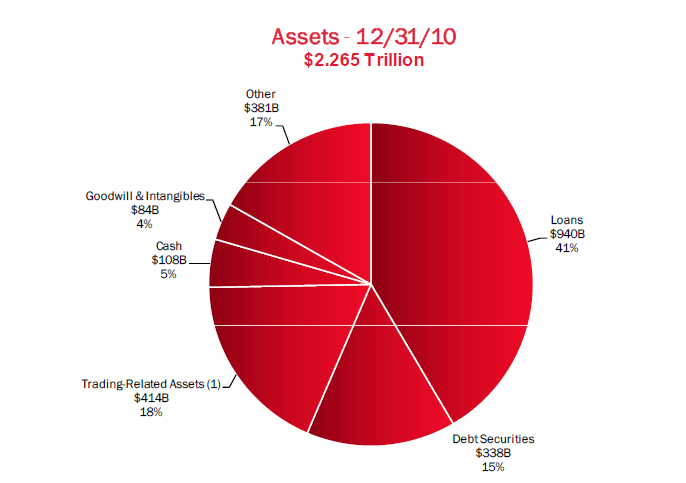 Assets - 12/31/10
$2.265 Trillion
Other
$381B
17%
Goodwill & Intangibles
$84B
4%
Cash
$108B
5%
Loans
$940B
41%
Trading-Related Assets (1)
$414B
18%
Debt Securities
$338B
15%